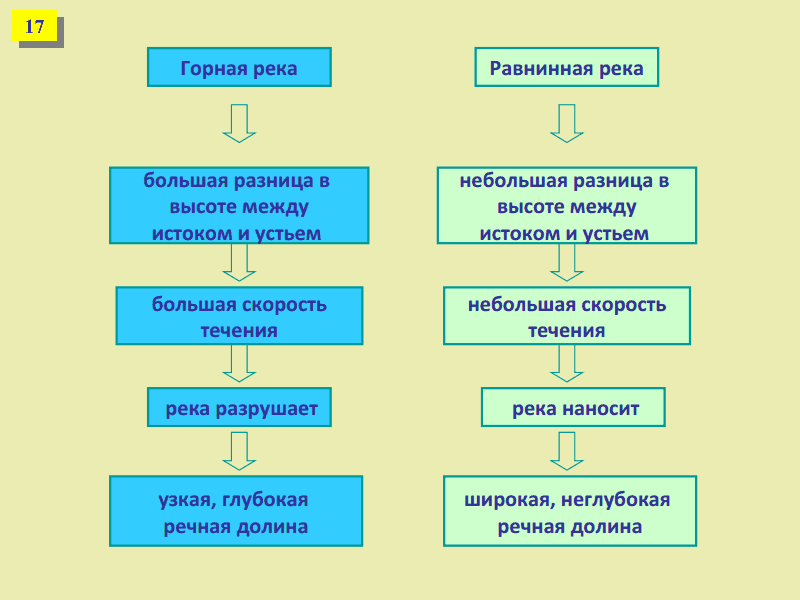 17
Горная река
большая разница в
высоте между
истоком и устьем
большая скорость
течения
река разрушает
узкая, глубокая
речная долина
Равнинная река
небольшая разница в
высоте между
истоком и устьем
небольшая скорость
течения
река наносит
широкая, неглубокая
речная долина